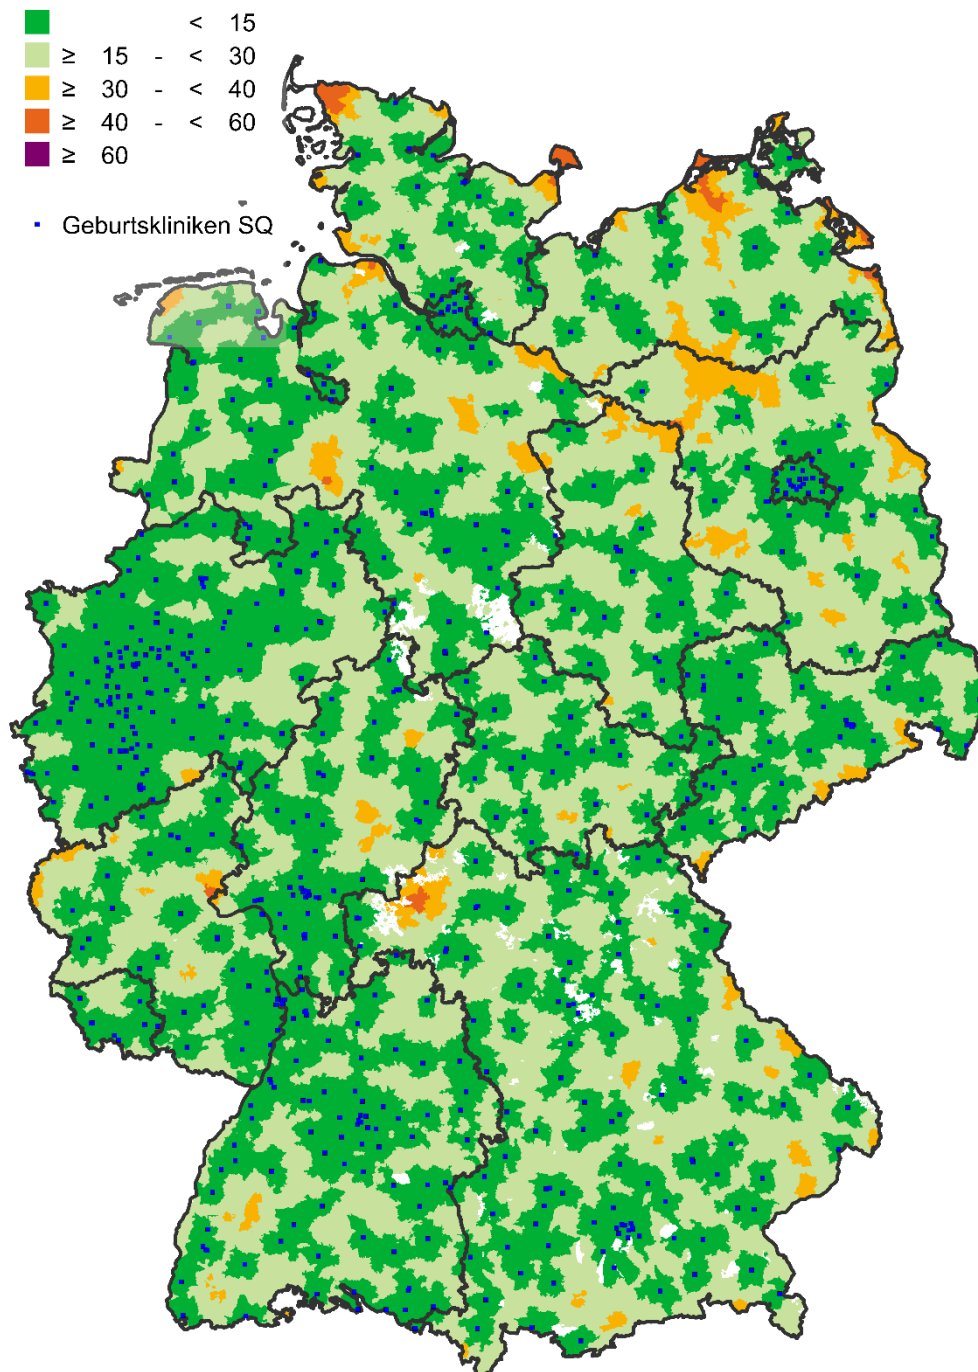 < 15
≥ 15 - < 30
≥ 30 - < 40
≥ 40 - < 60
≥ 60
Geburtskliniken SQ